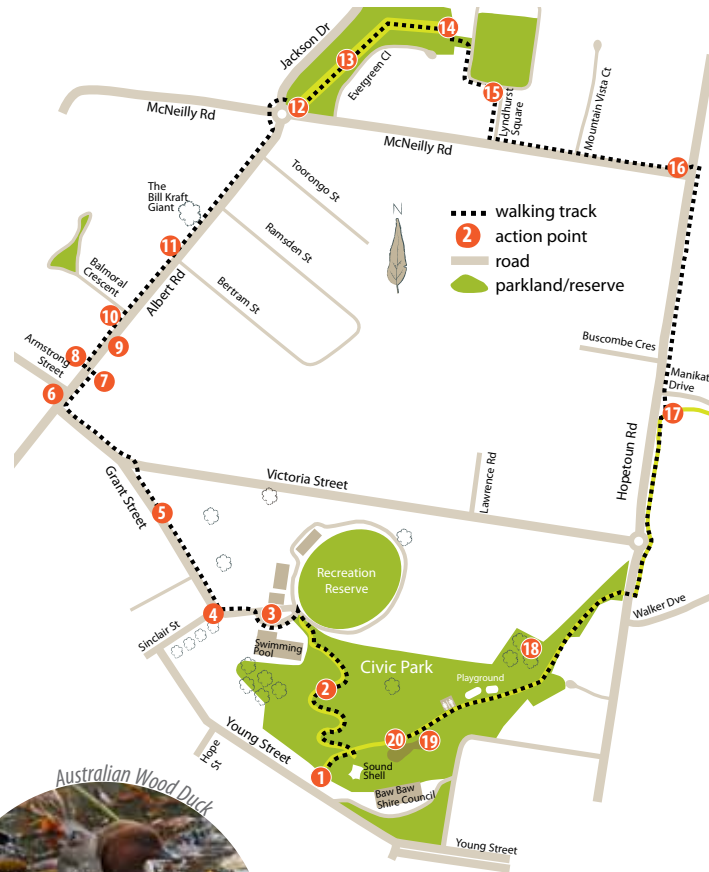 Jackson Dr
14
13
Evergreen Cl
15
12
McNeilly Rd
Lyndhurst
Square
Mountain Vista Ct
McNeilly Rd
16
Toorongo St
The
Bill Kraft
Giant
N
walking track
2 action point
road
parkland/reserve
Ramsden St
11
Albert Rd
Balmoral
Crescent
Bertram St
10
9
Armstrong
Street
8
7
6
Buscombe Cres
Manikat
Drive
17
Hopetoun Rd
Victoria Street
Lawrence Rd
Grant Street
5
Recreation
Reserve
4
3
Sinclair St
Swimming
Pool
Walker Dve
18
Civic Park
Playground
2
Young Street
Hope
St
20
19
1
Sound
Shell
Baw Baw
Shire Council
Australian Wood Duck
Young Street